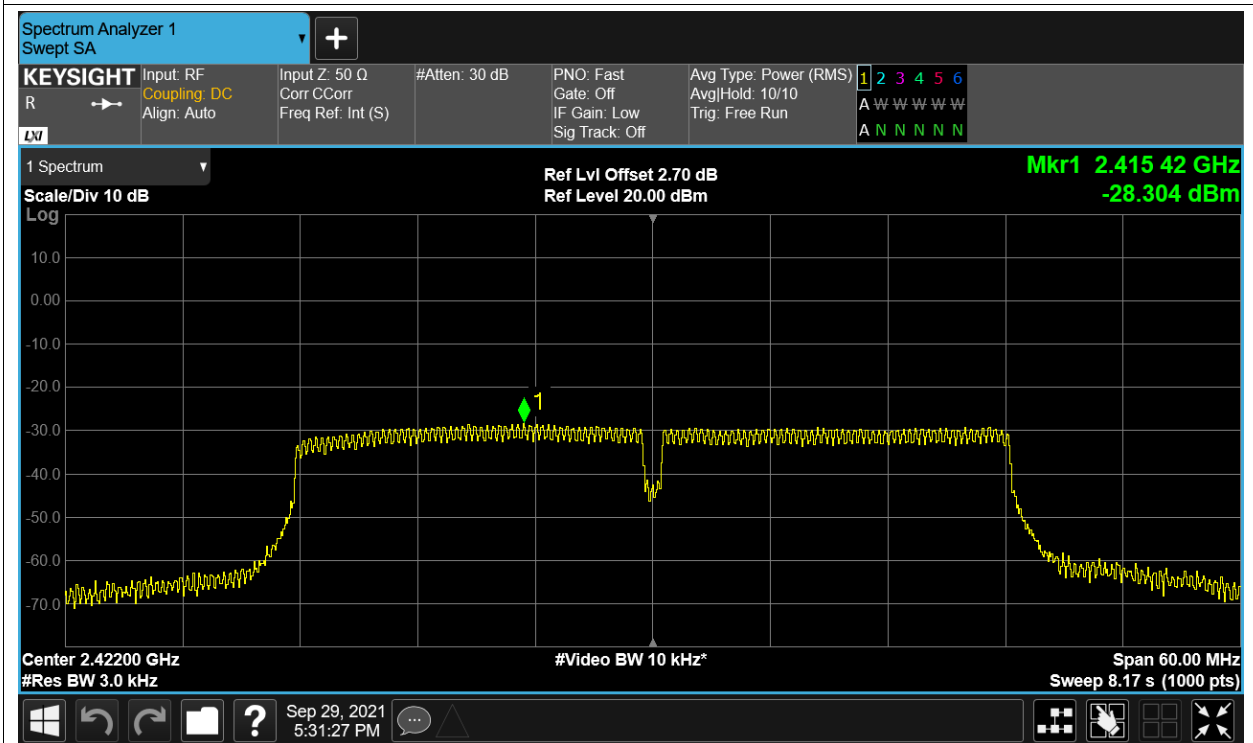 Spectrum Analyzer 1
Swept SA
KEYSIGHT
R
LXI
Input: RF
Coupling: DC
Align: Auto
Input Z: 50 Ω
Corr CCorr
Freq Ref: Int (S)
#Atten: 30 dB
PNO: Fast
Gate: Off
IF Gain: Low
Sig Track: Off
Avg Type: Power (RMS)
Avg|Hold: 10/10
Trig: Free Run
1 2 3 4 5 6
A W W W W W
A N N N N N
1 Spectrum
Scale/Div 10 dB
Log
Ref Lvl Offset 2.70 dB
Ref Level 20.00 dBm
Mkr1 2.415 42 GHz
-28.304 dBm
10.0
0.00
-10.0
-20.0
1
-30.0
-40.0
-50.0
-60.0
-70.0
Center 2.42200 GHz
#Video BW 10 kHz*
Span 60.00 MHz
#Res BW 3.0 kHz
Sweep 8.17 s (1000 pts)
?
Sep 29, 2021
5:31:27 PM